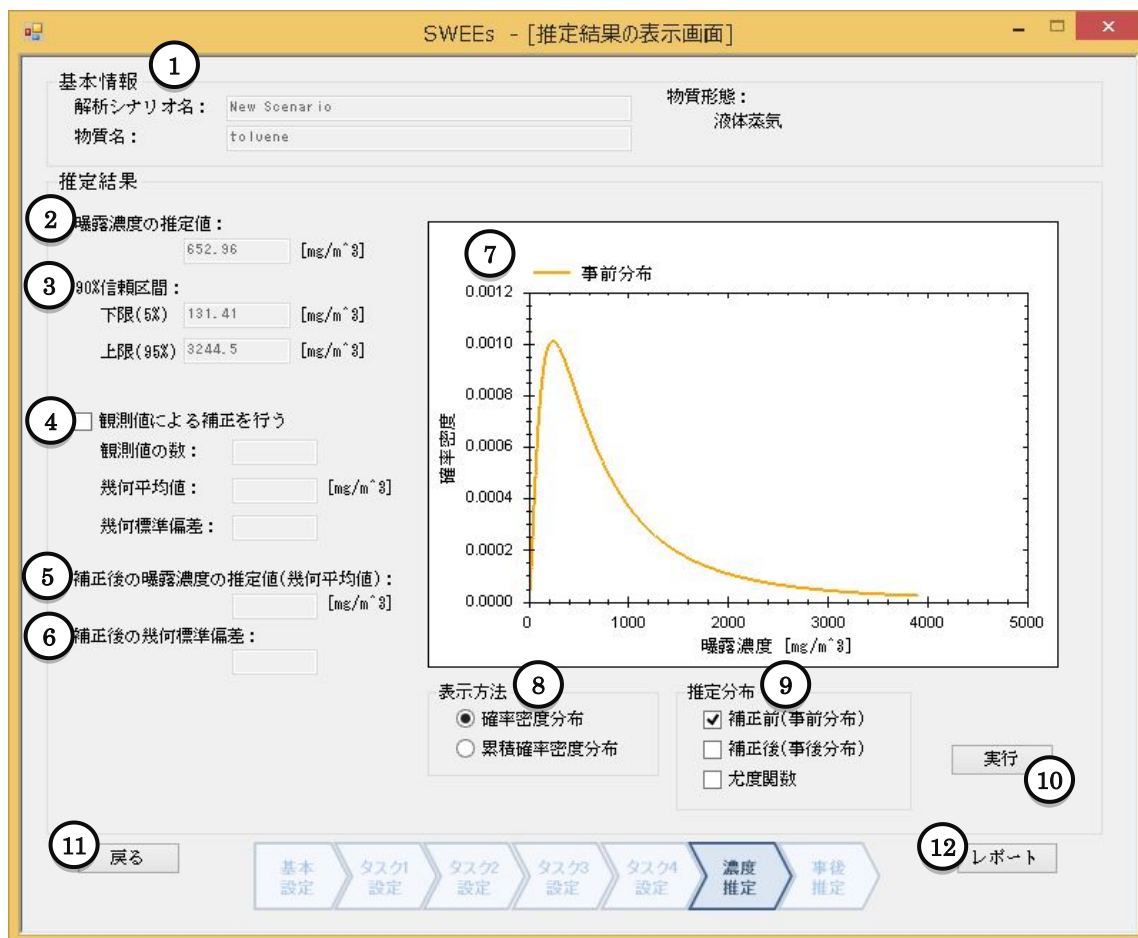 SWEEs - [推定結果の表示画面]
1
基本情報
解析シナリオ名： New Scenario
物質形態：
液体蒸気
物質名： toluene
推定結果
2 曝露濃度の推定値：
652.96 [mg/m^3]
3 90%信頼区間：
下限(5%) 131.41 [mg/m^3]
上限(95%) 3244.5 [mg/m^3]
4 観測値による補正を行う
観測値の数：
幾何平均値： [mg/m^3]
幾何標準偏差：
5 補正後の曝露濃度の推定値(幾何平均値)：
[mg/m^3]
6 補正後の幾何標準偏差：
7
事前分布
0.0012
0.0010
0.0008
0.0006
0.0004
0.0002
0.0000
確率密度
0 1000 2000 3000 4000 5000
曝露濃度 [mg/m^3]
表示方法 8
確率密度分布
累積確率密度分布
推定分布 9
補正前(事前分布)
補正後(事後分布)
尤度関数
実行
10
11 戻る
基本設定
タスク1設定
タスク2設定
タスク3設定
タスク4設定
濃度推定
事後推定
12 レポート